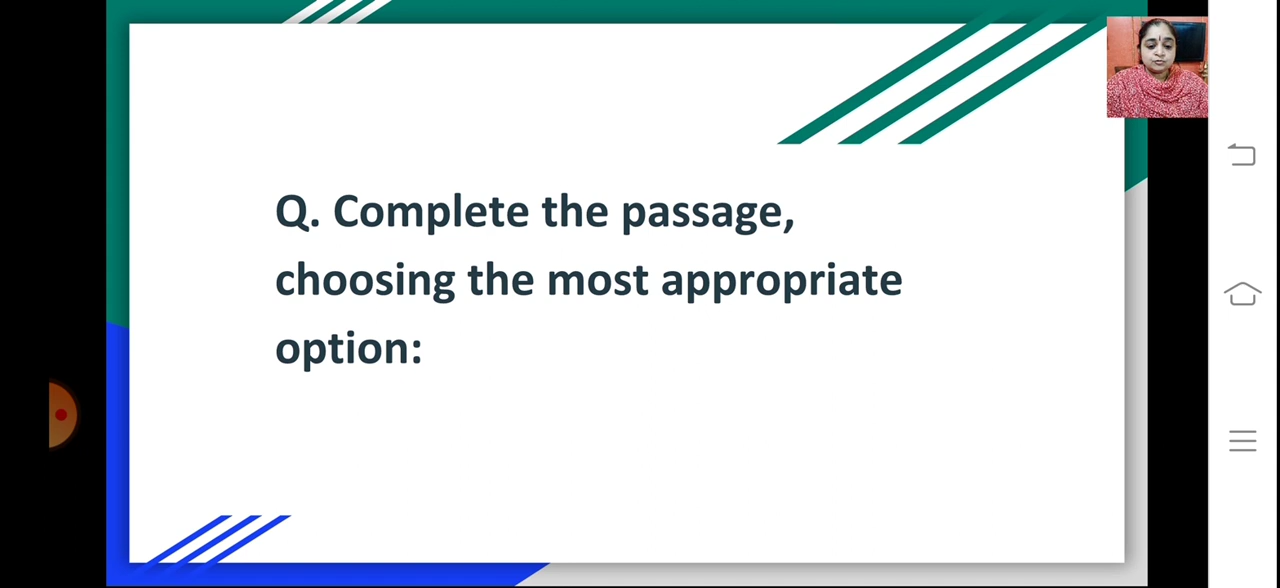 Q. Complete the passage,
choosing the most appropriate
option: